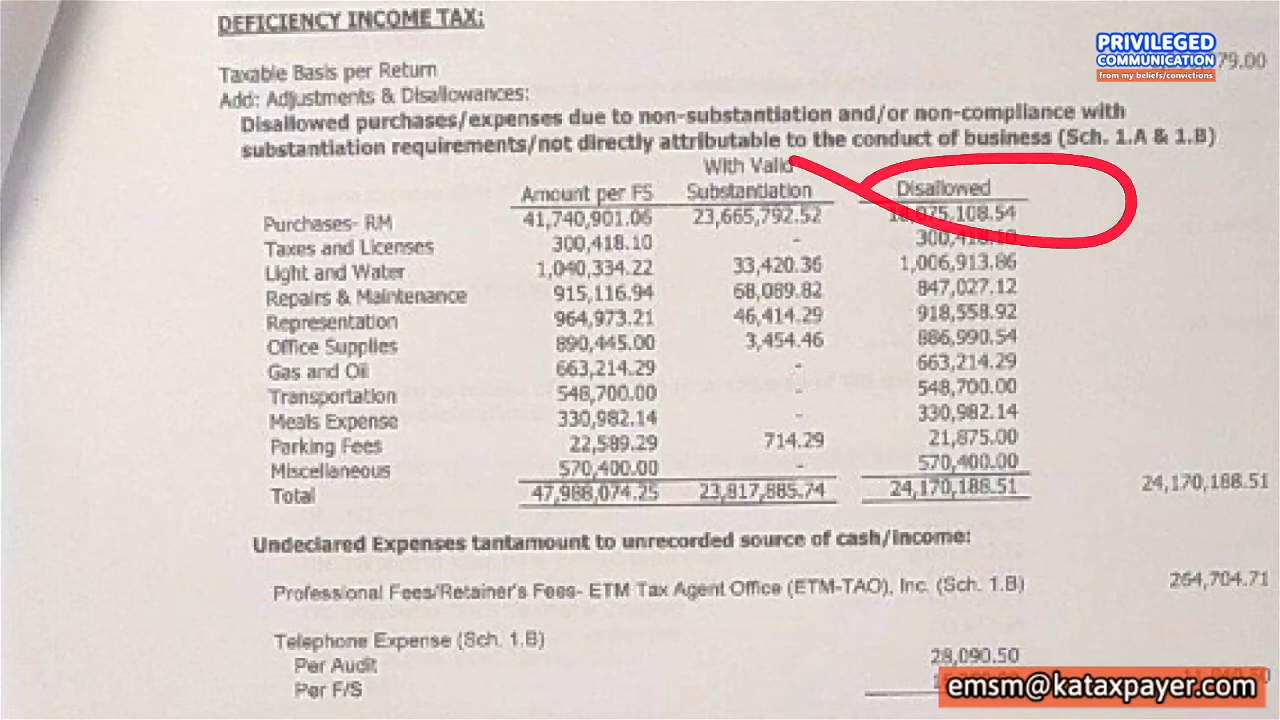 DEFICIENCY INCOME TAX:
PRIVILEGED
COMMUNICATION
from my beliefs/convictions
Taxable Basis per Return 79.00
Add: Adjustments & Disallowances:
Disallowed purchases/expenses due to non-substantiation and/or non-compliance with
substantiation requirements/not directly attributable to the conduct of business (Sch. 1.A & 1.B)
With Valid
Amount per FS Substantiation Disallowed
Purchases- RM 41,740,901.06 23,665,792.52 18,075,108.54
Taxes and Licenses 300,418.10 - 300,418.10
Light and Water 1,040,334.22 33,420.36 1,006,913.86
Repairs & Maintenance 915,116.94 68,089.82 847,027.12
Representation 964,973.21 46,414.29 918,558.92
Office Supplies 890,445.00 3,454.46 886,990.54
Gas and Oil 663,214.29 - 663,214.29
Transportation 548,700.00 - 548,700.00
Meals Expense 330,982.14 - 330,982.14
Parking Fees 22,589.29 714.29 21,875.00
Miscellaneous 570,400.00 - 570,400.00
Total 47,988,074.25 23,817,885.74 24,170,188.51 24,170,188.51
Undeclared Expenses tantamount to unrecorded source of cash/income:
Professional Fees/Retainer's Fees- ETM Tax Agent Office (ETM-TAO), Inc. (Sch. 1.B) 264,704.71
Telephone Expense (Sch. 1.B)
Per Audit 28,090.50
Per F/S
emsm@kataxpayer.com